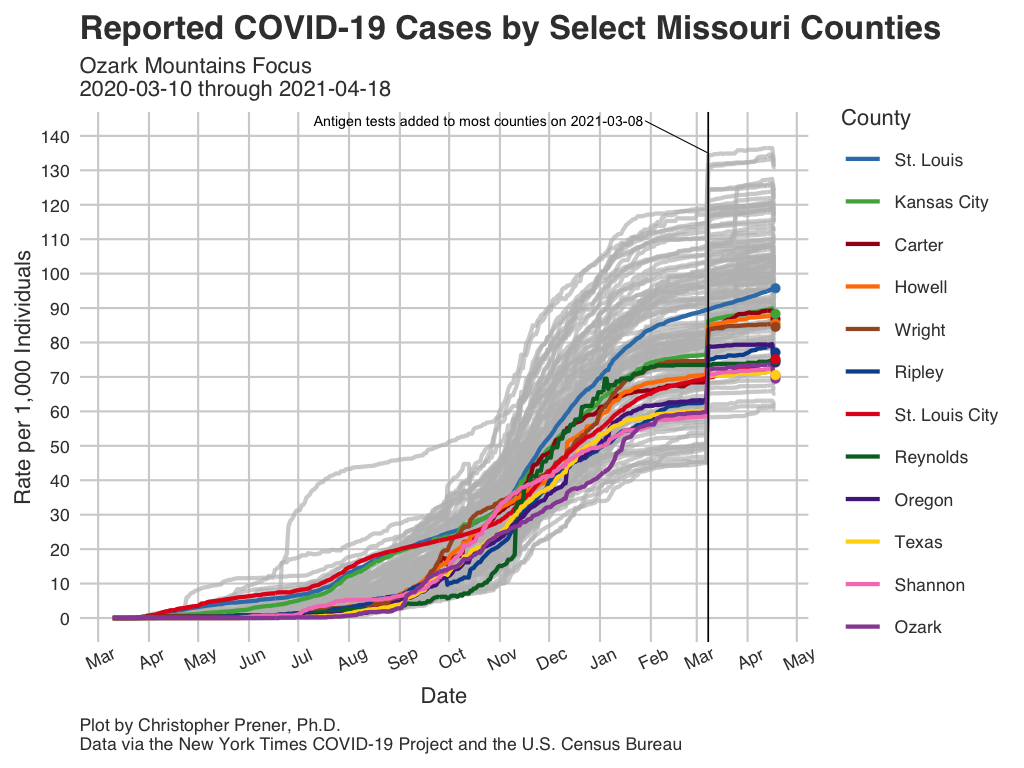 Reported COVID-19 Cases by Select Missouri Counties
Ozark Mountains Focus
2020-03-10 through 2021-04-18
Antigen tests added to most counties on 2021-03-08
Rate per 1,000 Individuals
140
130
120
110
100
90
80
70
60
50
40
30
20
10
0
Mar Apr May Jun Jul Aug Sep Oct Nov Dec Jan Feb Mar Apr May
Date
County
St. Louis
Kansas City
Carter
Howell
Wright
Ripley
St. Louis City
Reynolds
Oregon
Texas
Shannon
Ozark
Plot by Christopher Prener, Ph.D.
Data via the New York Times COVID-19 Project and the U.S. Census Bureau